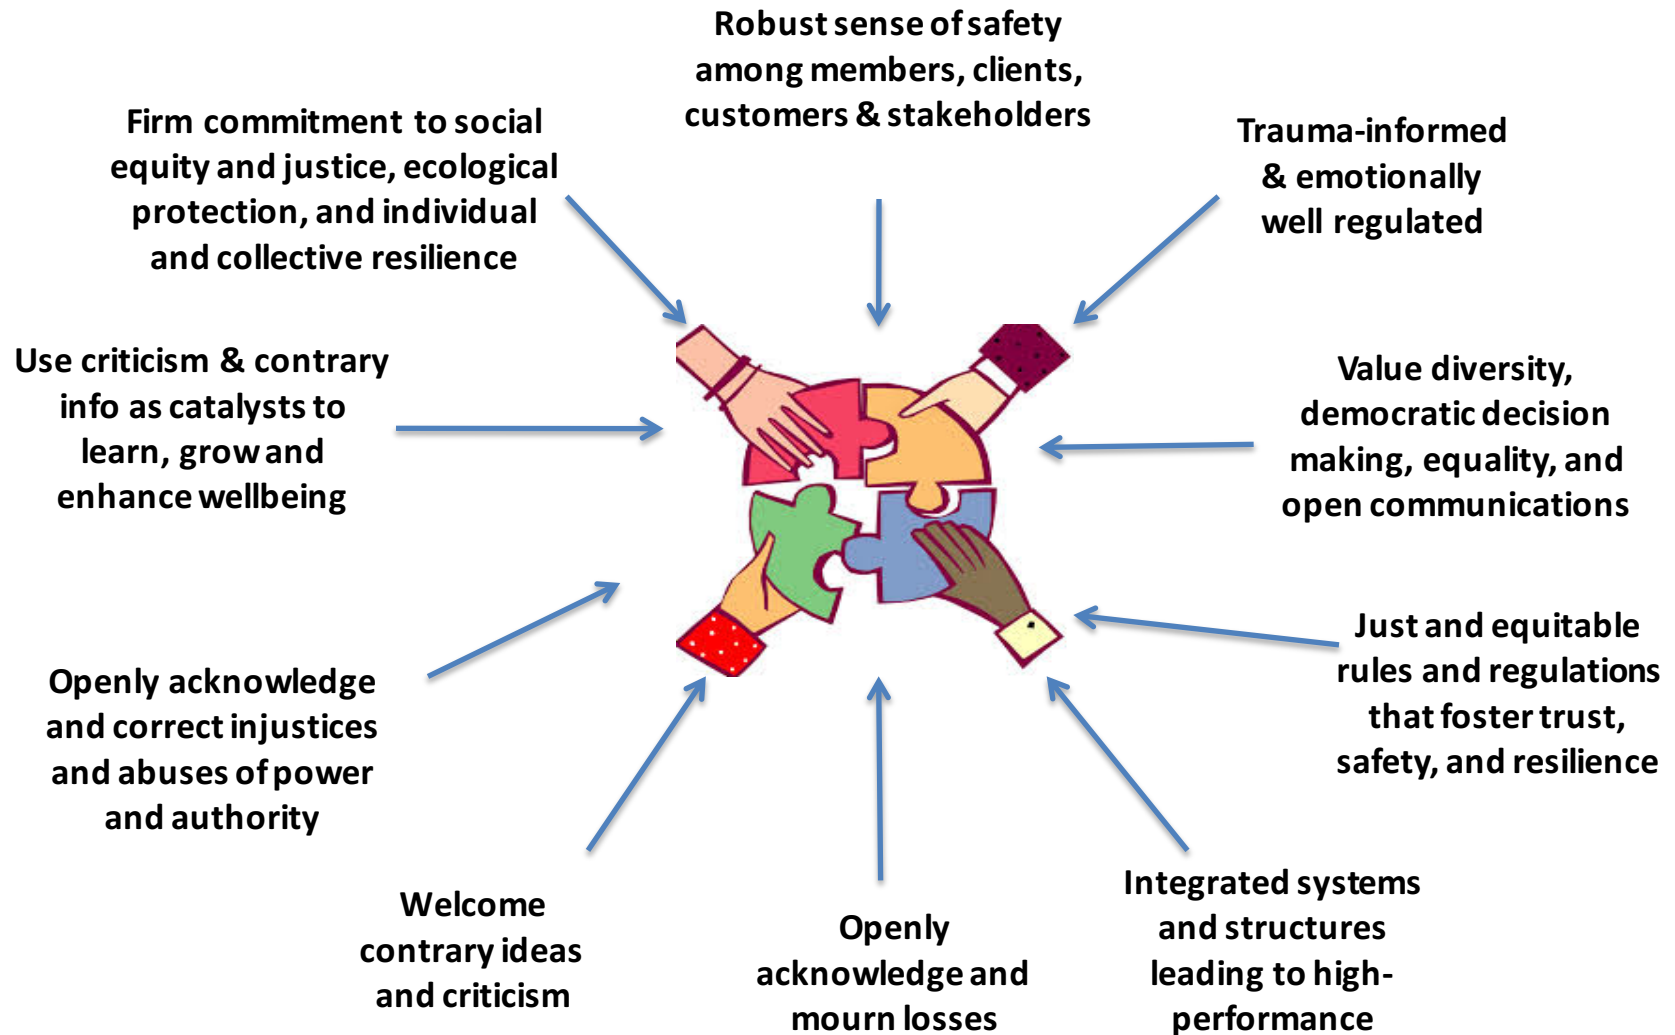 Robust sense of safety
among members, clients,
customers & stakeholders
Trauma-informed
& emotionally
well regulated
Value diversity,
democratic decision
making, equality, and
open communications
Just and equitable
rules and regulations
that foster trust,
safety, and resilience
Integrated systems
and structures
leading to high-
performance
Openly
acknowledge and
mourn losses
Welcome
contrary ideas
and criticism
Openly acknowledge
and correct injustices
and abuses of power
and authority
Use criticism & contrary
info as catalysts to
learn, grow and
enhance wellbeing
Firm commitment to social
equity and justice, ecological
protection, and individual
and collective resilience